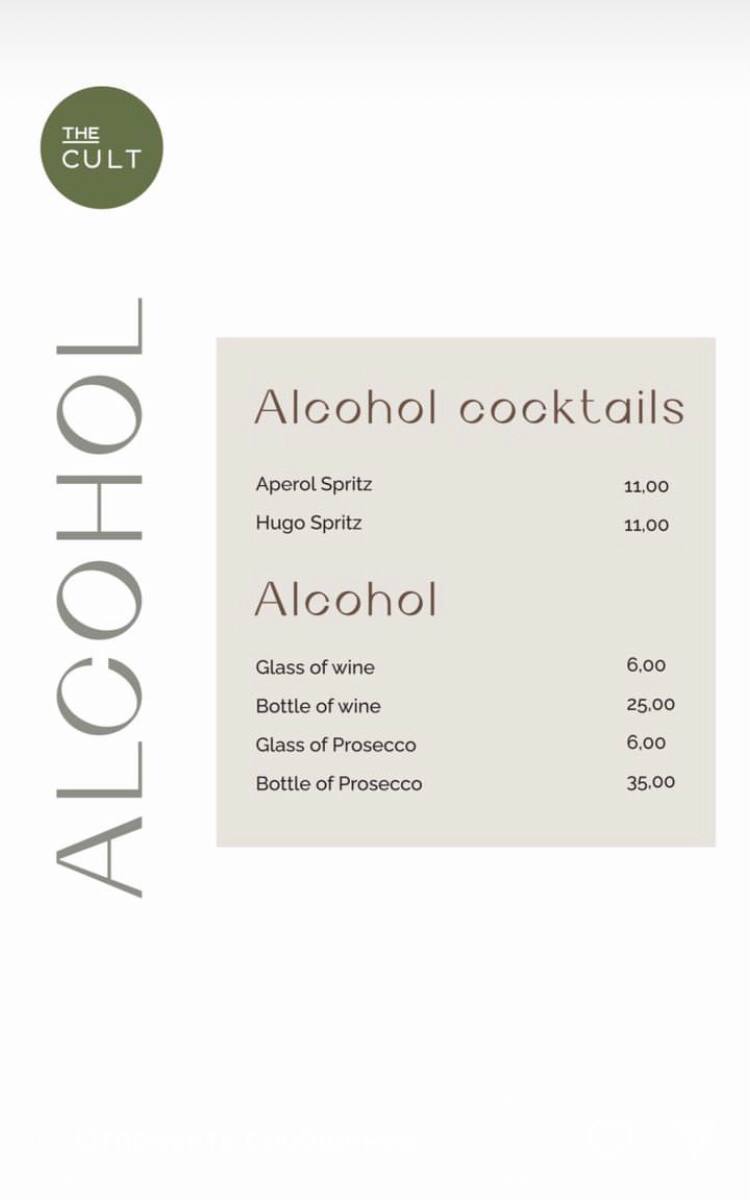 THE
CULT
ALCOHOL
Alcohol cocktails
Aperol Spritz 11,00
Hugo Spritz 11,00
Alcohol
Glass of wine 6,00
Bottle of wine 25,00
Glass of Prosecco 6,00
Bottle of Prosecco 35,00